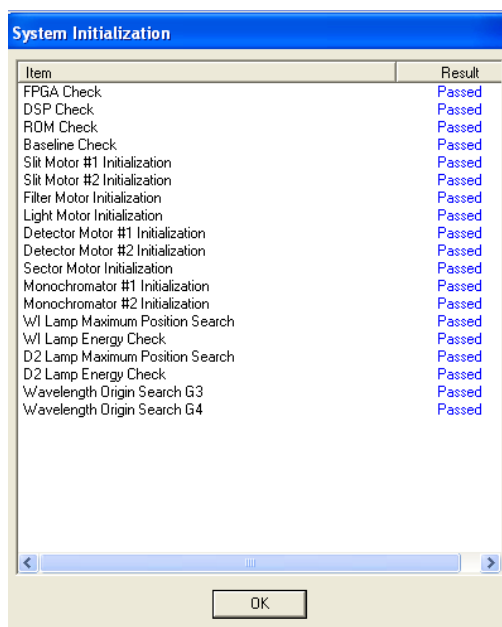 System Initialization
Item Result
FPGA Check Passed
DSP Check Passed
ROM Check Passed
Baseline Check Passed
Slit Motor #1 Initialization Passed
Slit Motor #2 Initialization Passed
Filter Motor Initialization Passed
Light Motor Initialization Passed
Detector Motor #1 Initialization Passed
Detector Motor #2 Initialization Passed
Sector Motor Initialization Passed
Monochromator #1 Initialization Passed
Monochromator #2 Initialization Passed
WI Lamp Maximum Position Search Passed
WI Lamp Energy Check Passed
D2 Lamp Maximum Position Search Passed
D2 Lamp Energy Check Passed
Wavelength Origin Search G3 Passed
Wavelength Origin Search G4 Passed
OK